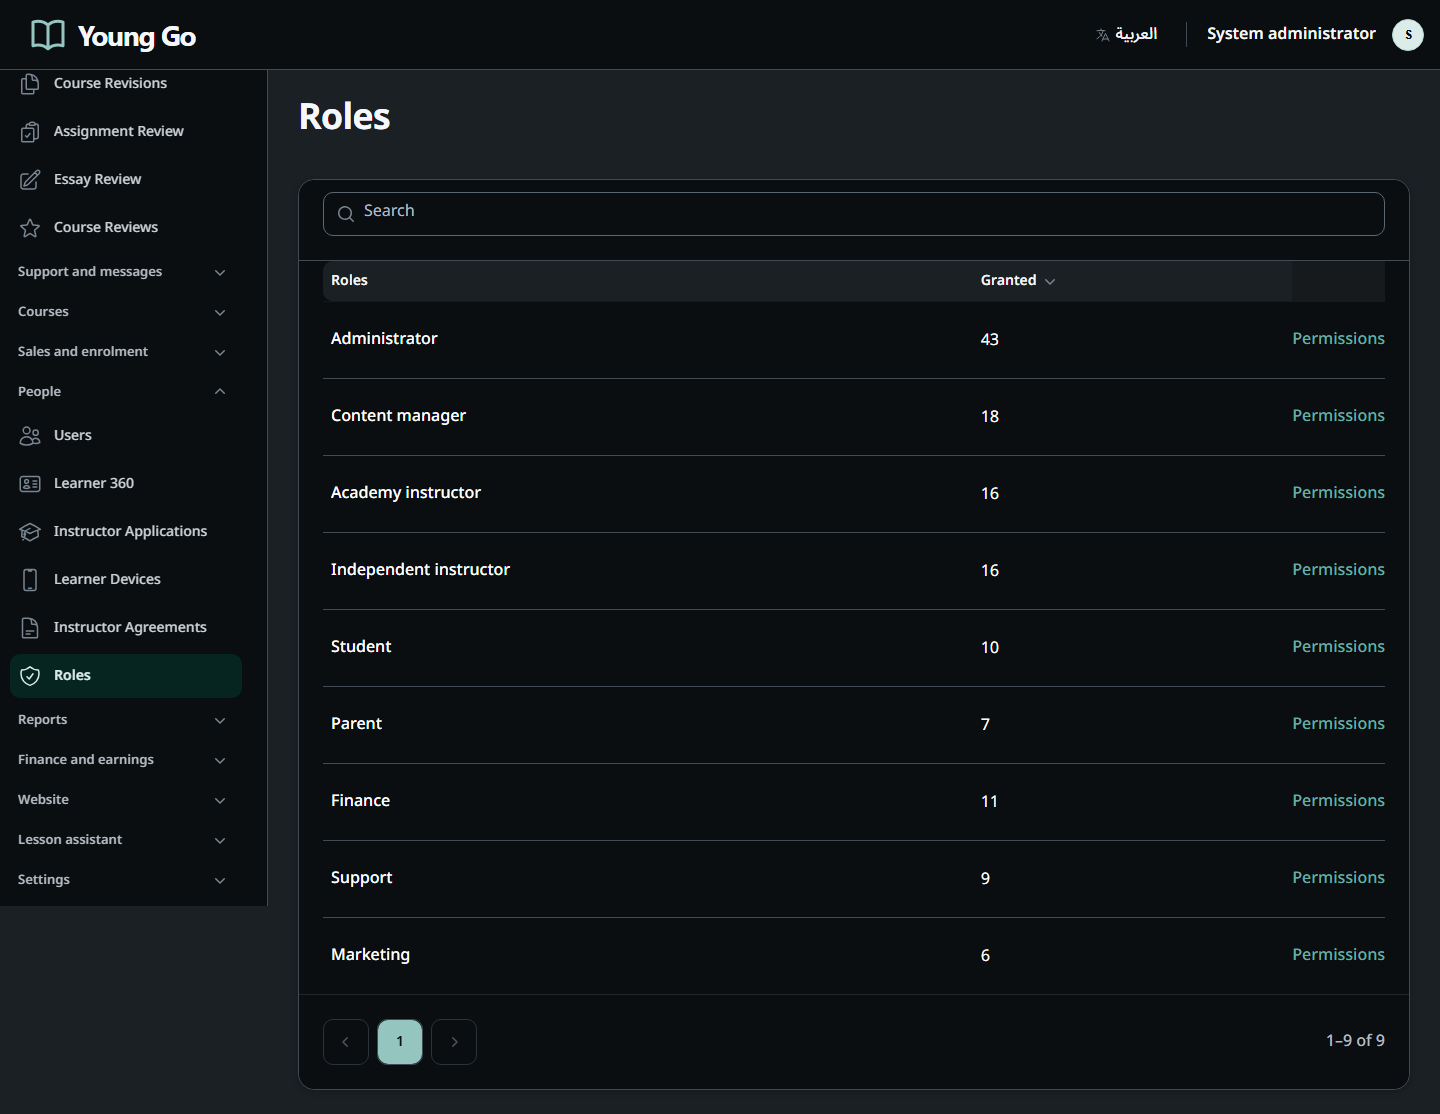 Young Go
العربية
System administrator
S
Course Revisions
Assignment Review
Essay Review
Course Reviews
Support and messages
Courses
Sales and enrolment
People
Users
Learner 360
Instructor Applications
Learner Devices
Instructor Agreements
Roles
Reports
Finance and earnings
Website
Lesson assistant
Settings
Roles
Search
Roles Granted
Administrator 43 Permissions
Content manager 18 Permissions
Academy instructor 16 Permissions
Independent instructor 16 Permissions
Student 10 Permissions
Parent 7 Permissions
Finance 11 Permissions
Support 9 Permissions
Marketing 6 Permissions
1
1–9 of 9